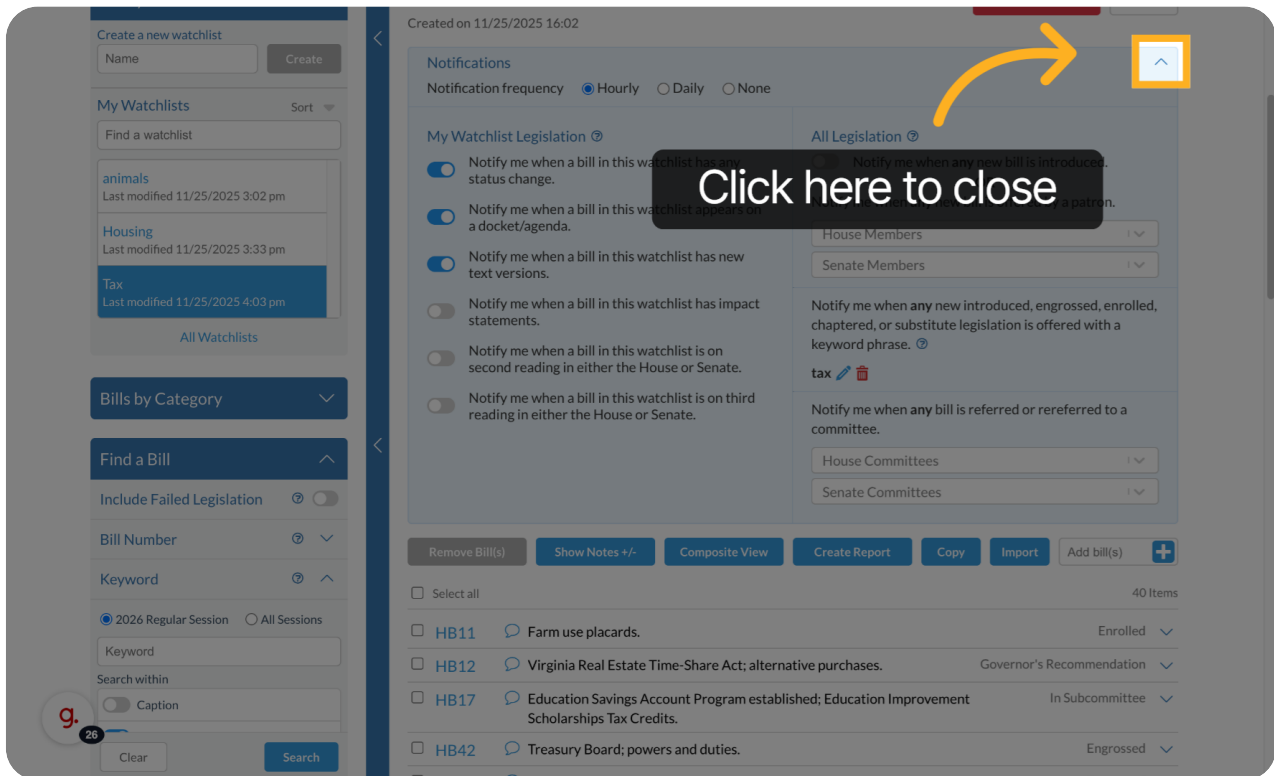 Create a new watchlist
Name
Create
My Watchlists
Sort
Find a watchlist
animals
Last modified 11/25/2025 3:02 pm
Housing
Last modified 11/25/2025 3:33 pm
Tax
Last modified 11/25/2025 4:03 pm
All Watchlists
Bills by Category
Find a Bill
Include Failed Legislation
Bill Number
Keyword
2026 Regular Session
All Sessions
Keyword
Search within
Caption
g.
26
Clear
Search
Created on 11/25/2025 16:02
Notifications
Notification frequency
Hourly
Daily
None
My Watchlist Legislation
Notify me when a bill in this watchlist has any
status change.
Notify me when a bill in this watchlist appears on
a docket/agenda.
Notify me when a bill in this watchlist has new
text versions.
Notify me when a bill in this watchlist has impact
statements.
Notify me when a bill in this watchlist is on
second reading in either the House or Senate.
Notify me when a bill in this watchlist is on third
reading in either the House or Senate.
All Legislation
Notify me when any new bill is introduced.
Click here to close
by a patron.
House Members
Senate Members
Notify me when any new introduced, engrossed, enrolled,
chaptered, or substitute legislation is offered with a
keyword phrase.
tax
Notify me when any bill is referred or rereferred to a
committee.
House Committees
Senate Committees
Remove Bill(s)
Show Notes +/-
Composite View
Create Report
Copy
Import
Add bill(s)
Select all
40 Items
HB11
Farm use placards.
Enrolled
HB12
Virginia Real Estate Time-Share Act; alternative purchases.
Governor's Recommendation
HB17
Education Savings Account Program established; Education Improvement
Scholarships Tax Credits.
In Subcommittee
HB42
Treasury Board; powers and duties.
Engrossed